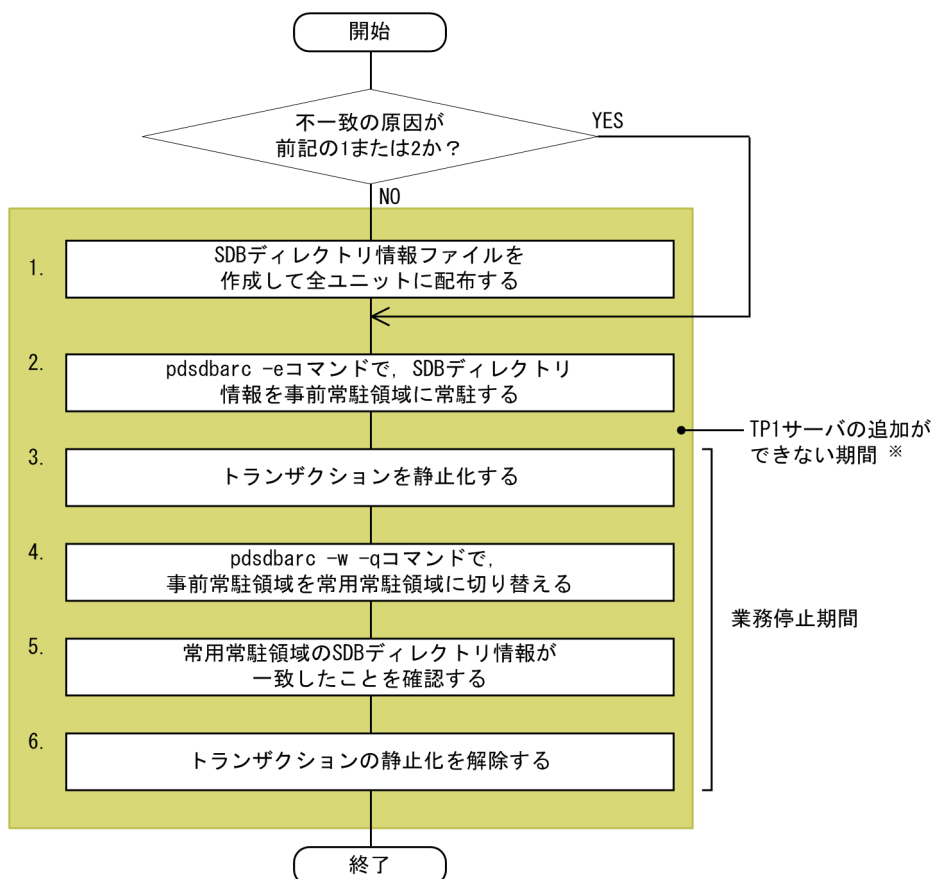 開始
不一致の原因が
前記の1または2か？
YES
NO
1.
SDBディレクトリ情報ファイルを
作成して全ユニットに配布する
2.
pdsdbarc -eコマンドで，SDBディレクトリ
情報を事前常駐領域に常駐する
TP1サーバの追加が
できない期間 ※
3.
トランザクションを静止化する
4.
pdsdbarc -w -qコマンドで，
事前常駐領域を常用常駐領域に切り替える
業務停止期間
5.
常用常駐領域のSDBディレクトリ情報が
一致したことを確認する
6.
トランザクションの静止化を解除する
終了